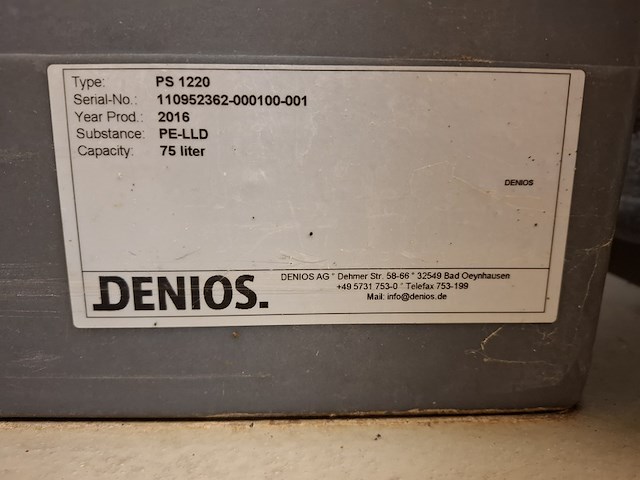 Type: PS 1220
Serial-No.: 110952362-000100-001
Year Prod.: 2016
Substance: PE-LLD
Capacity: 75 liter
DENIOS
DENIOS.
DENIOS AG * Dehmer Str. 58-66 * 32549 Bad Oeynhausen
+49 5731 753-0 * Telefax 753-199
Mail: info@denios.de